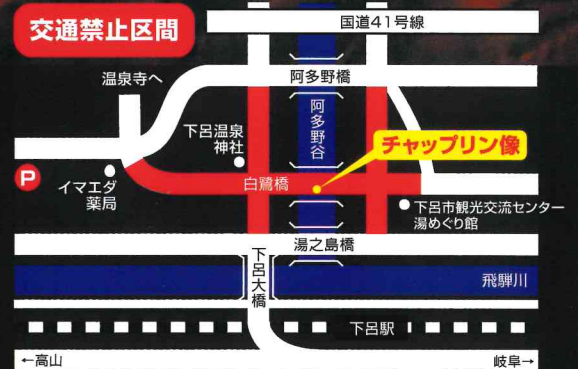 交通禁止区間
国道41号線
温泉寺へ
阿多野橋
阿多野谷
下呂温泉
神社
チャップリン像
P
イマエダ
薬局
白鷺橋
下呂市観光交流センター
湯めぐり館
湯之島橋
下呂大橋
飛騨川
下呂駅
←高山
岐阜→